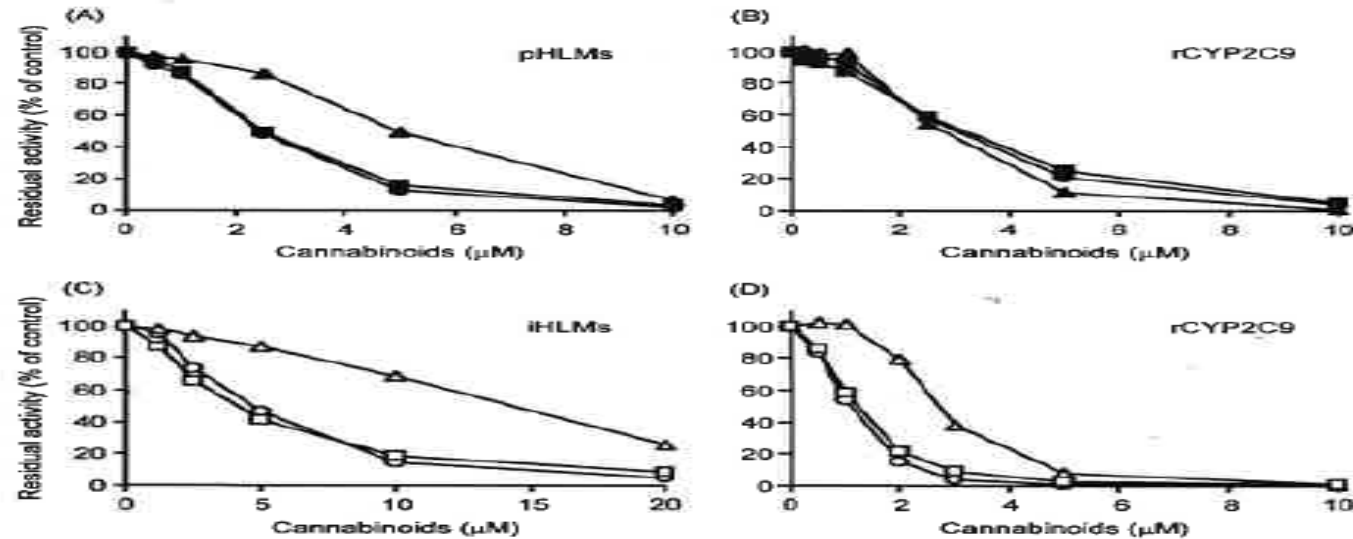 (A)
pHLMs
Residual activity (% of control)
100
80
60
40
20
0
0 2 4 6 8 10
Cannabinoids (μM)
(B)
rCYP2C9
100
80
60
40
20
0
0 2 4 6 8 10
Cannabinoids (μM)
(C)
iHLMs
Residual activity (% of control)
100
80
60
40
20
0
0 5 10 15 20
Cannabinoids (μM)
(D)
rCYP2C9
100
80
60
40
20
0
0 2 4 6 8 10
Cannabinoids (μM)